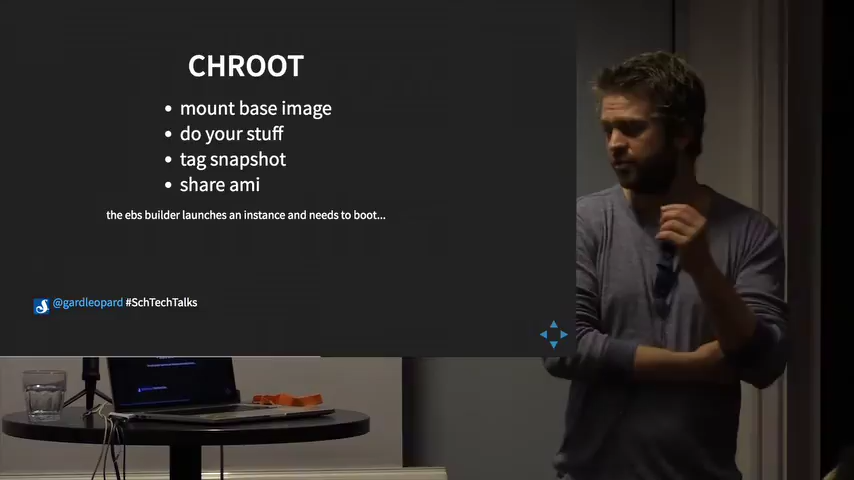 CHROOT
• mount base image
• do your stuff
• tag snapshot
• share ami
the ebs builder launches an instance and needs to boot...
@gardleopard #SchTechTalks